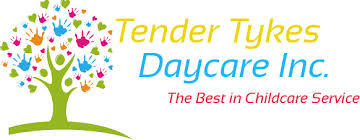 Tender Tykes
Daycare Inc.
The Best in Childcare Service